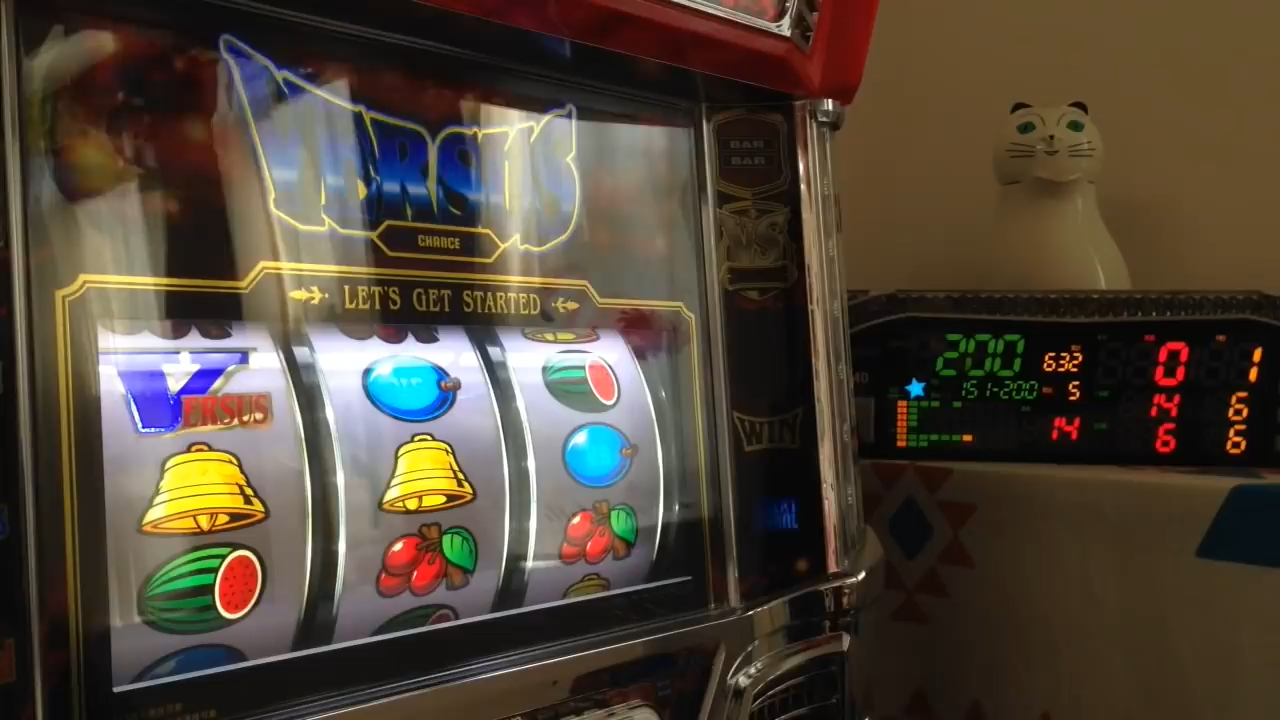 VERSUS
CHANCE
LET'S GET STARTED
BAR
BAR
VS
VERSUS
WIN
200 632 0 1
151-200 5 14 6
14 6 6